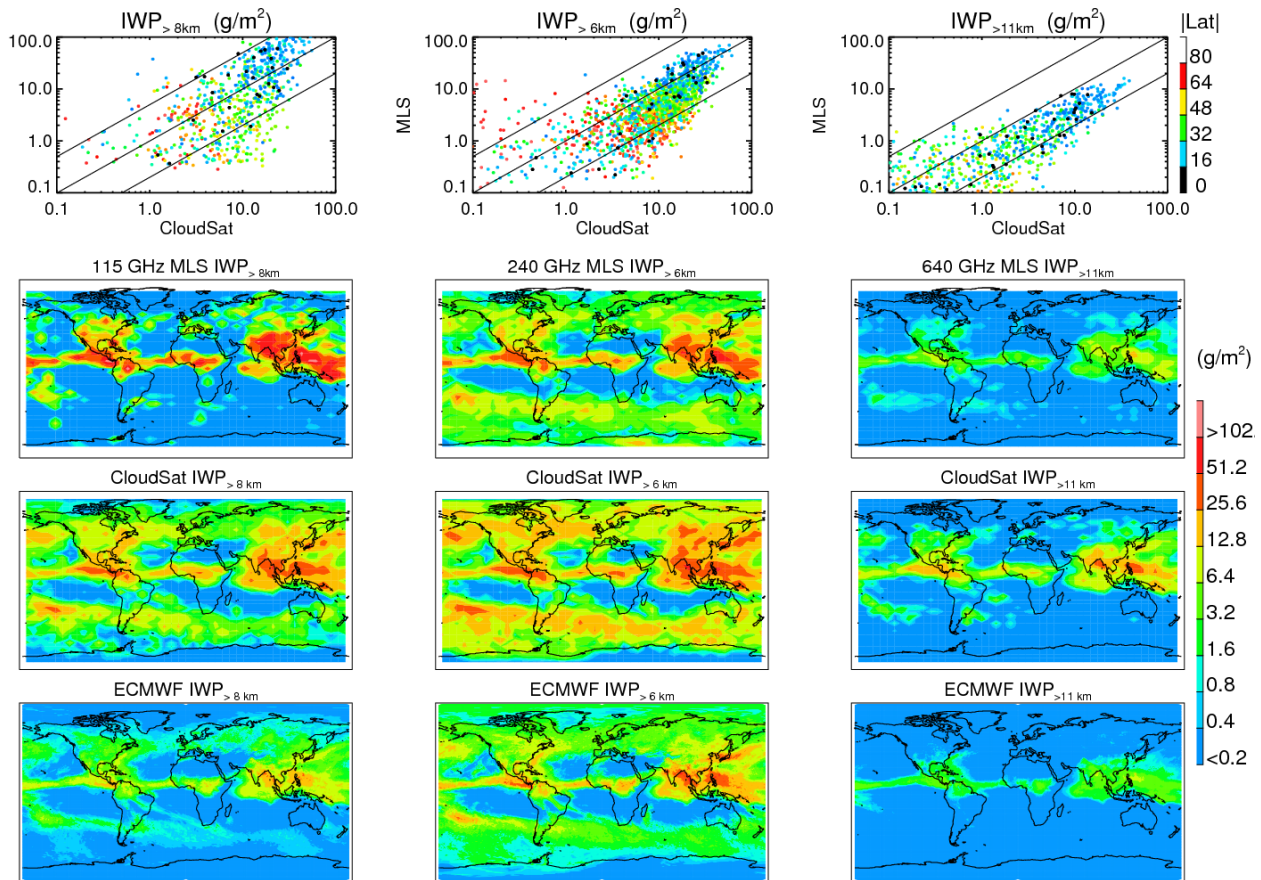 IWP> 8km (g/m²)
IWP> 6km (g/m²)
IWP>11km (g/m²)
|Lat|
100.0
10.0
1.0
0.1
0.1 1.0 10.0 100.0
CloudSat
MLS
100.0
10.0
1.0
0.1
0.1 1.0 10.0 100.0
CloudSat
MLS
100.0
10.0
1.0
0.1
0.1 1.0 10.0 100.0
CloudSat
80
64
48
32
16
0
115 GHz MLS IWP> 8km
240 GHz MLS IWP> 6km
640 GHz MLS IWP>11km
CloudSat IWP> 8 km
CloudSat IWP> 6 km
CloudSat IWP>11 km
ECMWF IWP> 8 km
ECMWF IWP> 6 km
ECMWF IWP>11 km
(g/m²)
>102.
51.2
25.6
12.8
6.4
3.2
1.6
0.8
0.4
<0.2